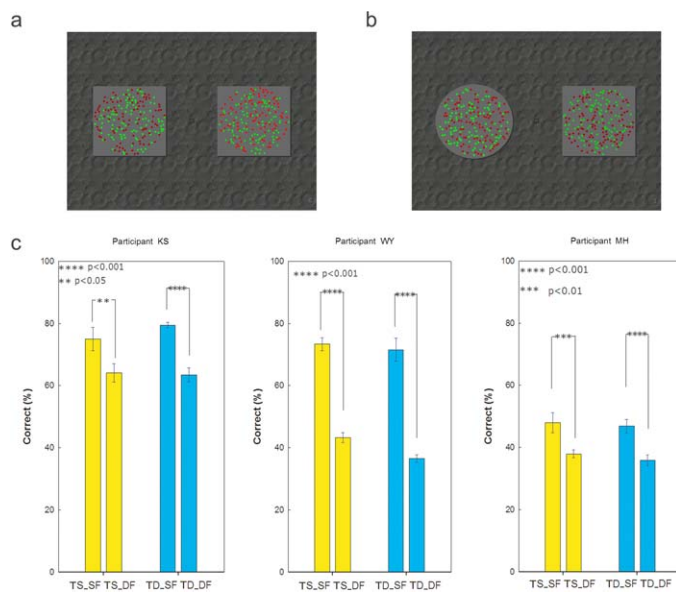 a
b
c
Participant KS
Participant WY
Participant MH
**** p<0.001
** p<0.05
**
****
**** p<0.001
****
****
**** p<0.001
*** p<0.01
***
****
100
80
60
40
20
0
Correct (%)
100
80
60
40
20
0
Correct (%)
100
80
60
40
20
0
Correct (%)
TS_SF TS_DF TD_SF TD_DF
TS_SF TS_DF TD_SF TD_DF
TS_SF TS_DF TD_SF TD_DF